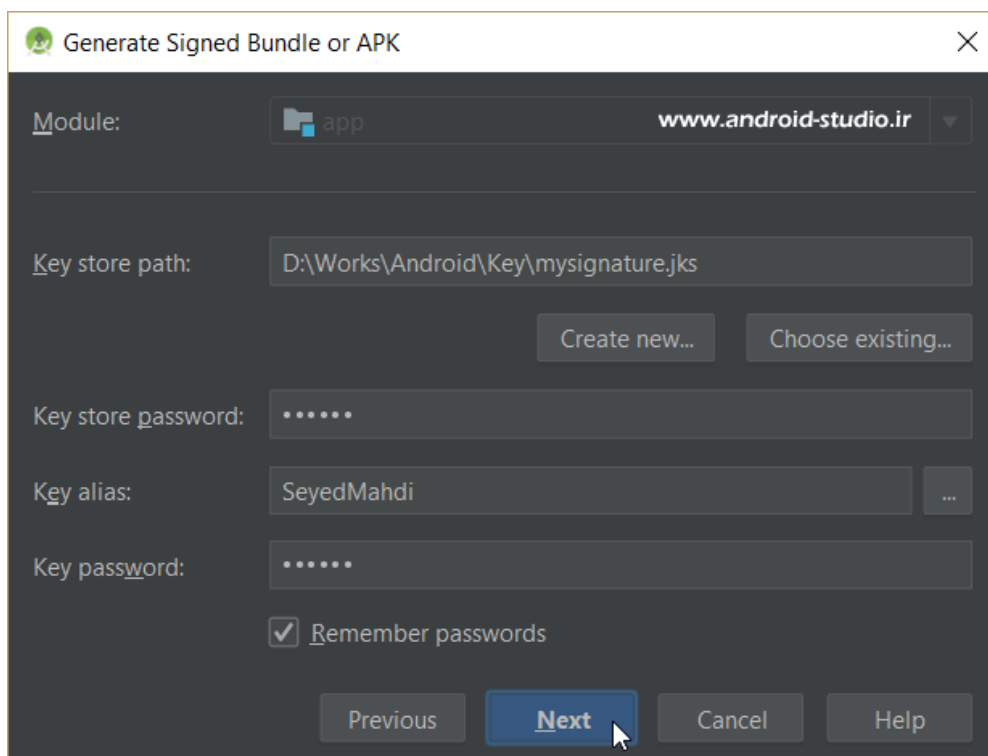 Generate Signed Bundle or APK
Module: app www.android-studio.ir
Key store path: D:\Works\Android\Key\mysignature.jks
Create new... Choose existing...
Key store password: ••••••
Key alias: SeyedMahdi ...
Key password: ••••••
Remember passwords
Previous Next Cancel Help